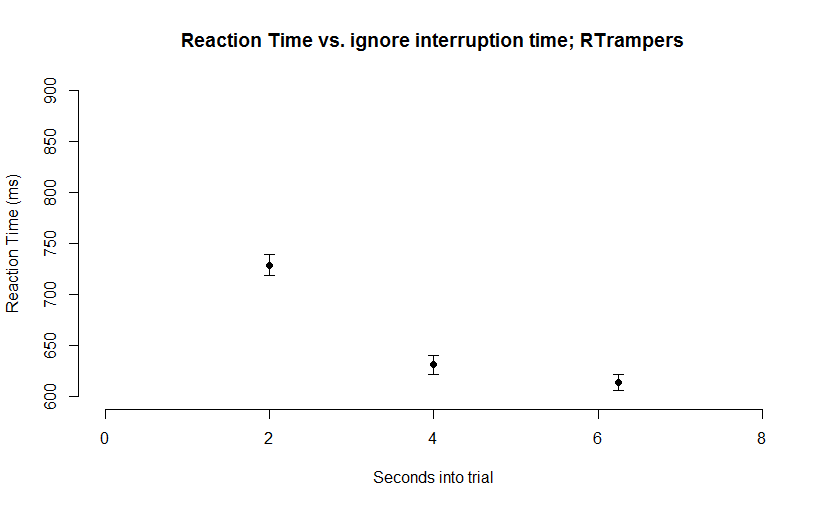 Reaction Time vs. ignore interruption time; RTrampers
900
850
800
750
700
650
600
Reaction Time (ms)
0 2 4 6 8
Seconds into trial